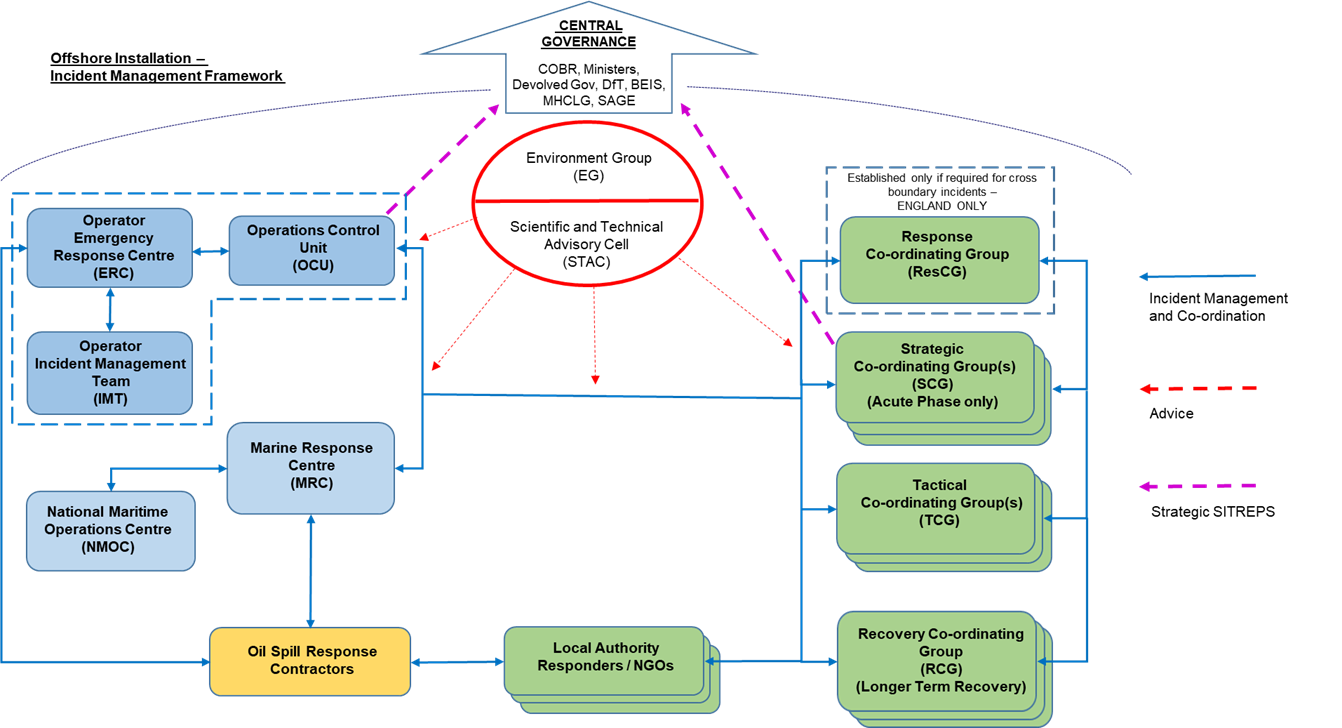 Offshore Installation –
Incident Management Framework
CENTRAL
GOVERNANCE
COBR, Ministers,
Devolved Gov, DfT, BEIS,
MHCLG, SAGE
Environment Group
(EG)
Scientific and Technical
Advisory Cell
(STAC)
Operator
Emergency
Response Centre
(ERC)
Operations Control
Unit
(OCU)
Operator
Incident Management
Team
(IMT)
Marine Response
Centre
(MRC)
National Maritime
Operations Centre
(NMOC)
Oil Spill Response
Contractors
Local Authority
Responders / NGOs
Established only if required for cross
boundary incidents –
ENGLAND ONLY
Response
Co-ordinating Group
(ResCG)
Strategic
Co-ordinating Group(s)
(SCG)
(Acute Phase only)
Tactical
Co-ordinating Group(s)
(TCG)
Recovery Co-ordinating
Group
(RCG)
(Longer Term Recovery)
Incident Management
and Co-ordination
Advice
Strategic SITREPS